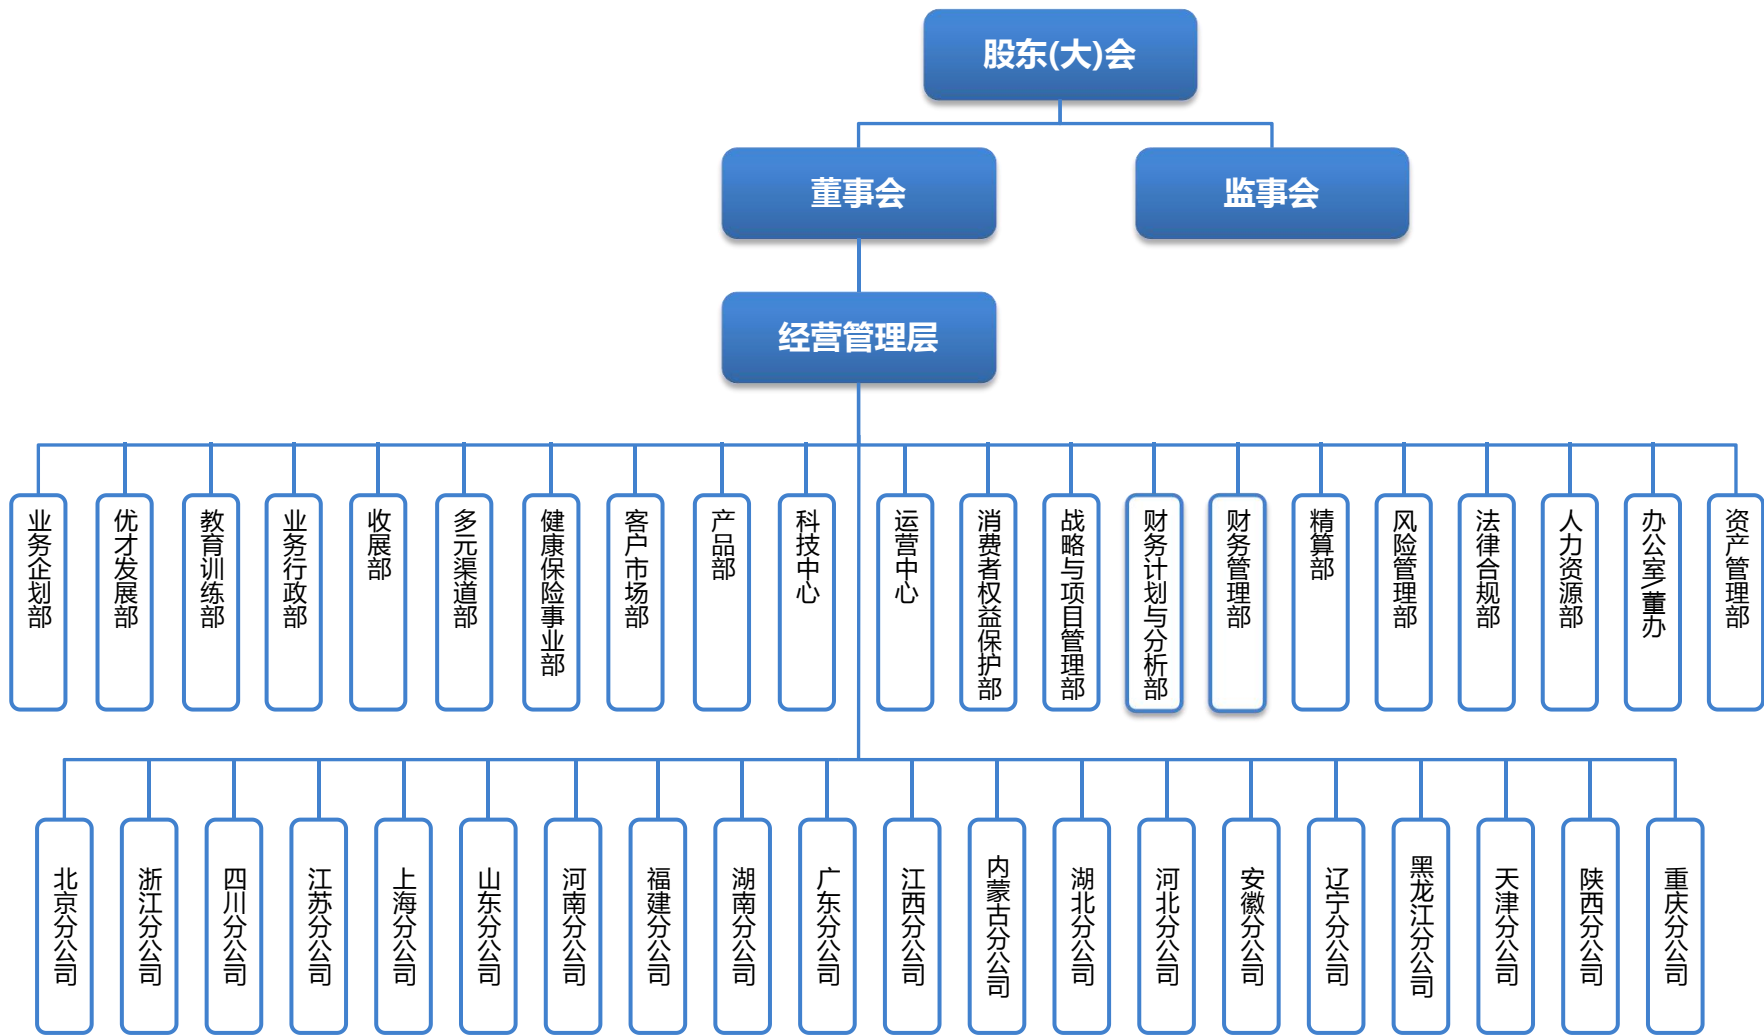 股东(大)会
董事会
监事会
经营管理层
业务企划部
优才发展部
教育训练部
业务行政部
收展部
多元渠道部
健康保险事业部
客户市场部
产品部
科技中心
运营中心
消费者权益保护部
战略与项目管理部
财务计划与分析部
财务管理部
精算部
风险管理部
法律合规部
人力资源部
办公室/董办
资产管理部
北京分公司
浙江分公司
四川分公司
江苏分公司
上海分公司
山东分公司
河南分公司
福建分公司
湖南分公司
广东分公司
江西分公司
内蒙古分公司
湖北分公司
河北分公司
安徽分公司
辽宁分公司
黑龙江分公司
天津分公司
陕西分公司
重庆分公司